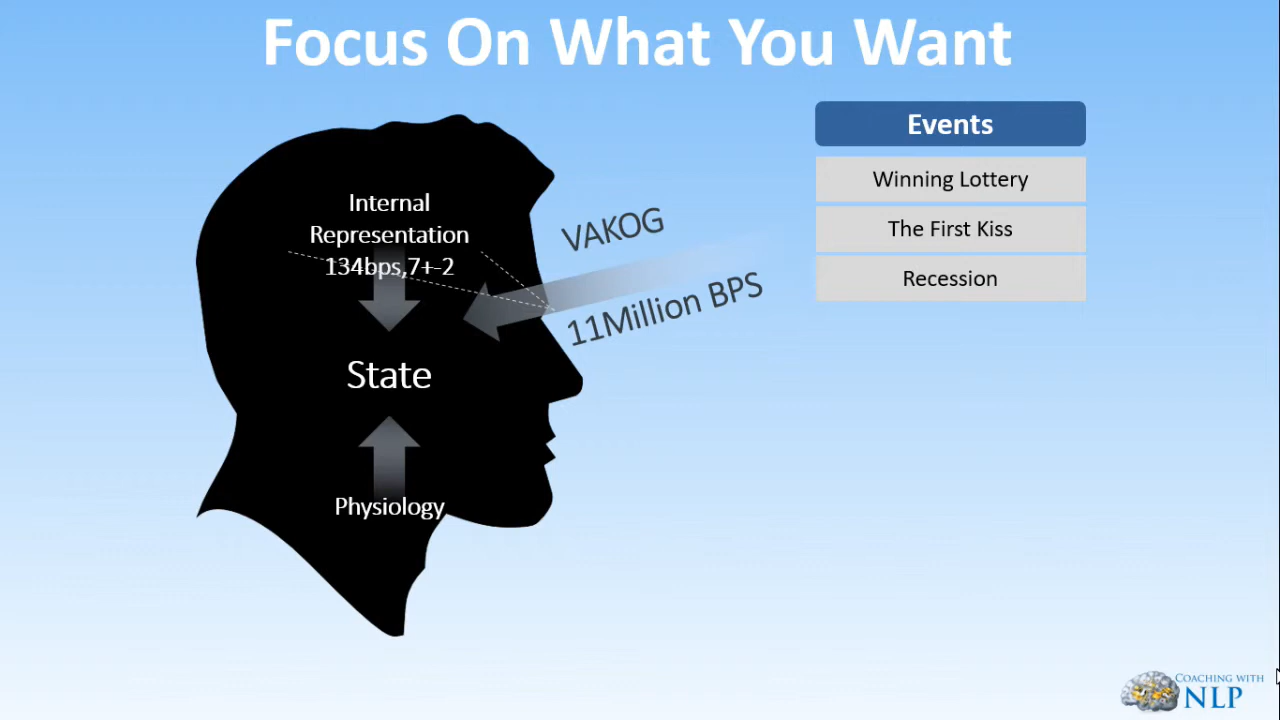 Focus On What You Want
Internal
Representation
134bps,7+-2
State
Physiology
VAKOG
11Million BPS
Events
Winning Lottery
The First Kiss
Recession
COACHING WITH
NLP